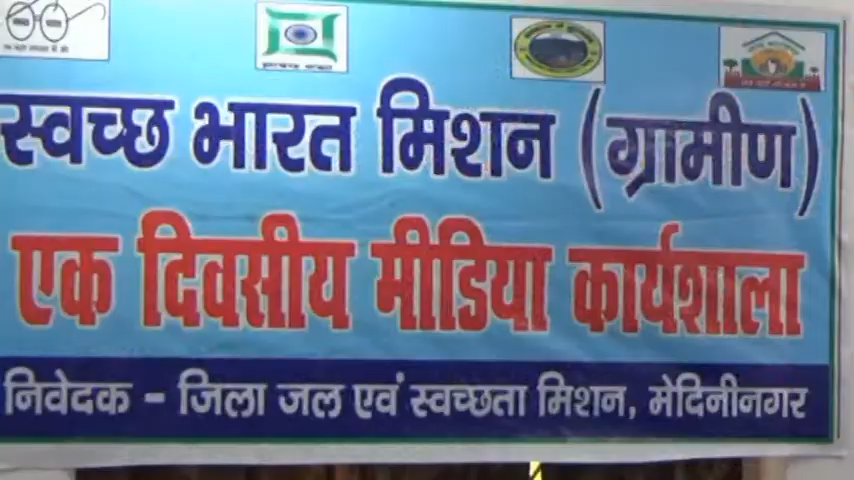 स्वच्छ भारत मिशन (ग्रामीण)
एक दिवसीय मीडिया कार्यशाला
निवेदक - जिला जल एवं स्वच्छता मिशन, मेदिनीनगर